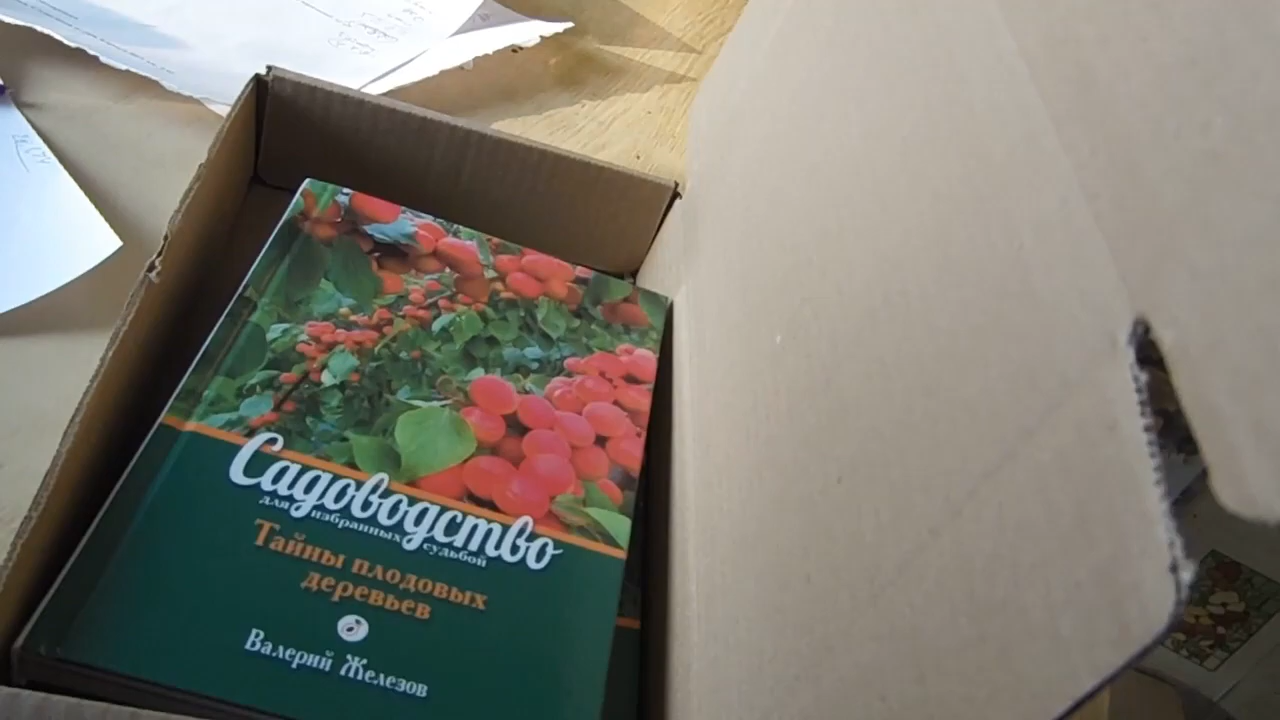 Садоводство
для избранных судьбой
Тайны плодовых
деревьев
Валерий Железов